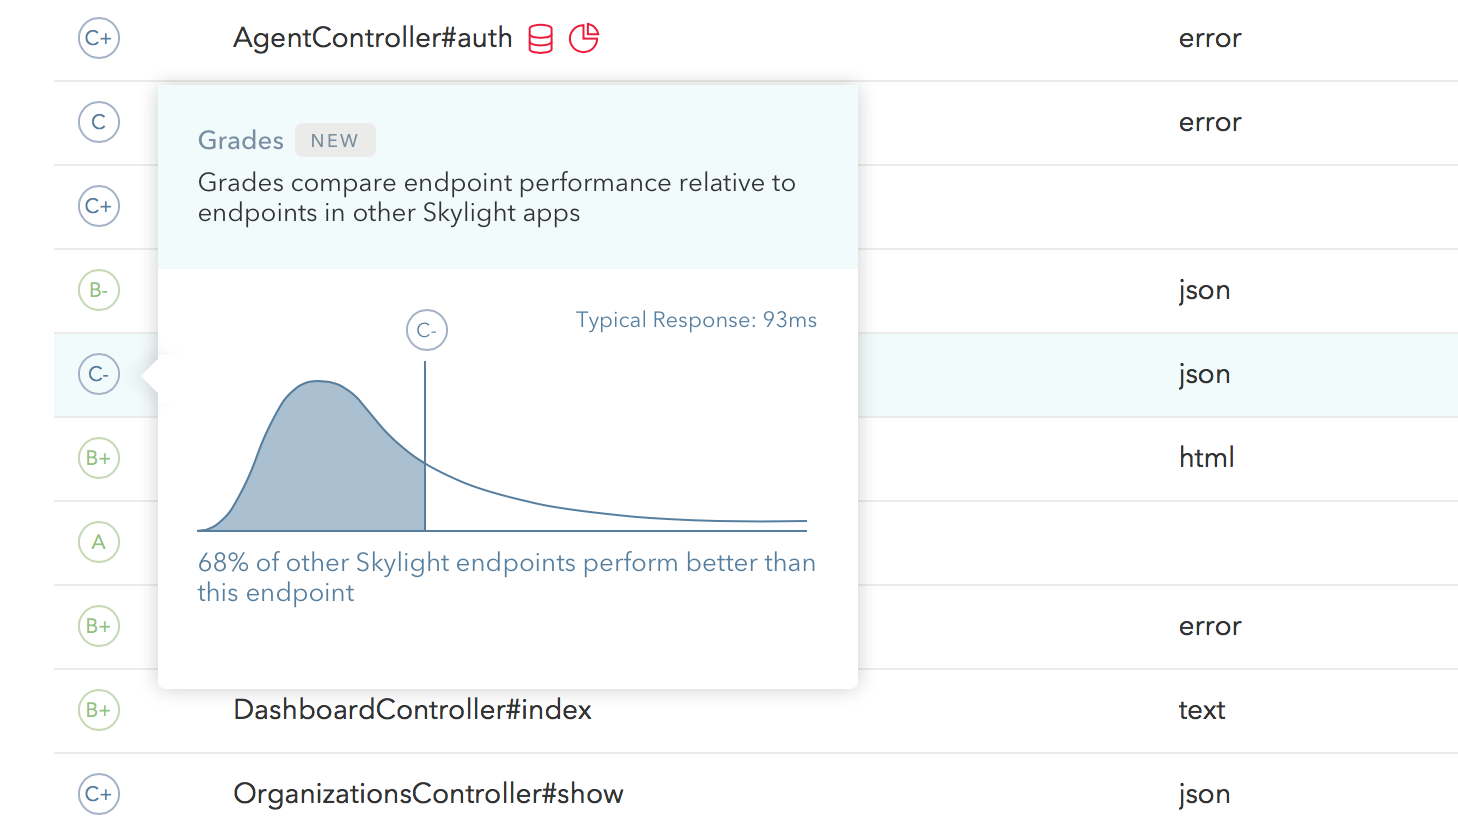 C+ AgentController#auth error
C error
Grades NEW
Grades compare endpoint performance relative to
endpoints in other Skylight apps
C+
B- json
C- Typical Response: 93ms
C- json
B+ html
A
68% of other Skylight endpoints perform better than
this endpoint
B+ error
B+ DashboardController#index text
C+ OrganizationsController#show json